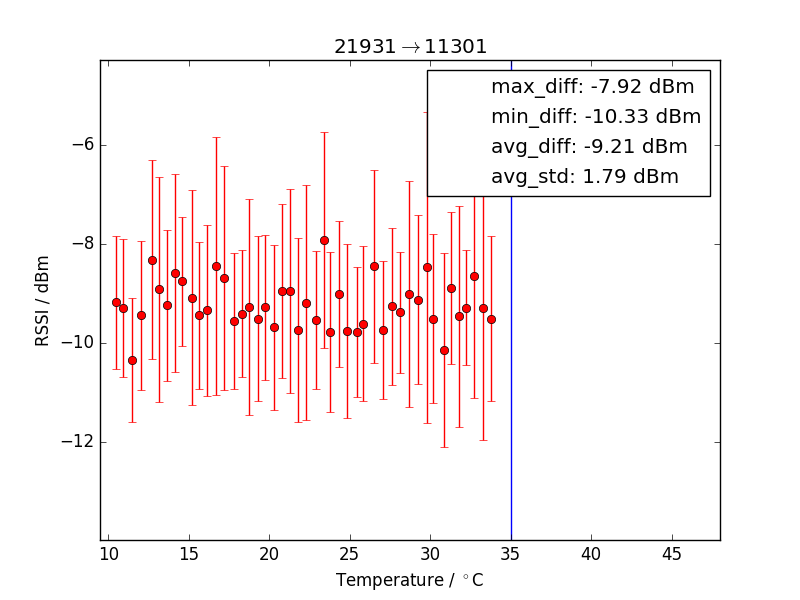 21931→11301
max_diff: -7.92 dBm
min_diff: -10.33 dBm
avg_diff: -9.21 dBm
avg_std: 1.79 dBm
−6
−8
−10
−12
RSSI / dBm
10 15 20 25 30 35 40 45
Temperature / °C